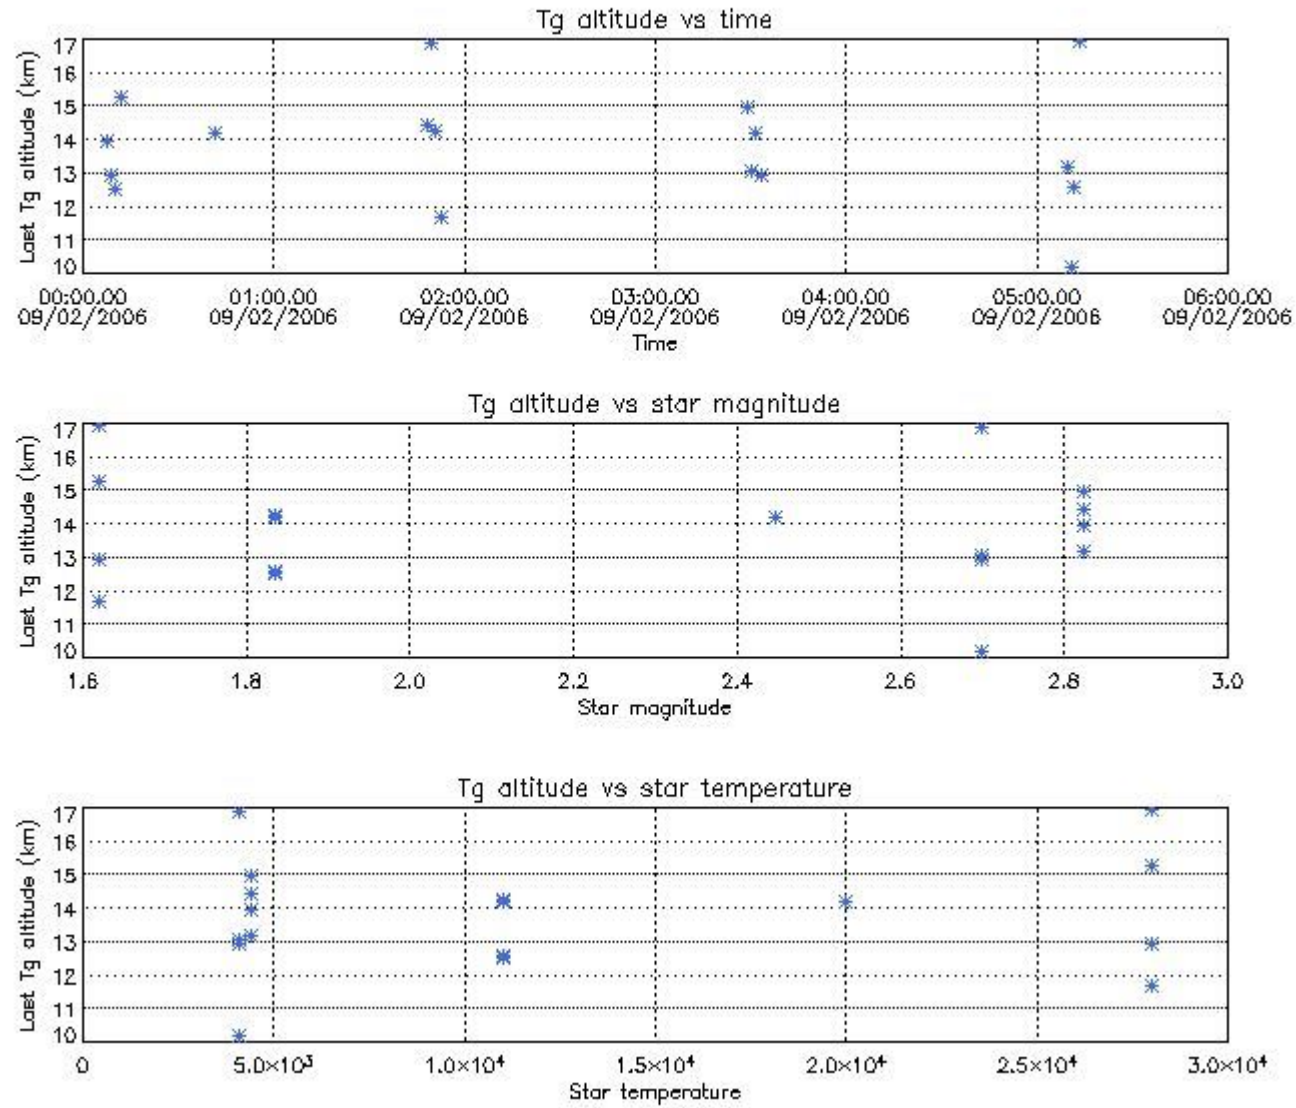 Tg altitude vs time
Last Tg altitude (km)
17
16
15
14
13
12
11
10
00:00.00 01:00.00 02:00.00 03:00.00 04:00.00 05:00.00 06:00.00
09/02/2006 09/02/2006 09/02/2006 09/02/2006 09/02/2006 09/02/2006 09/02/2006
Time
Tg altitude vs star magnitude
Last Tg altitude (km)
17
16
15
14
13
12
11
10
1.6 1.8 2.0 2.2 2.4 2.6 2.8 3.0
Star magnitude
Tg altitude vs star temperature
Last Tg altitude (km)
17
16
15
14
13
12
11
10
0 5.0×10³ 1.0×10⁴ 1.5×10⁴ 2.0×10⁴ 2.5×10⁴ 3.0×10⁴
Star temperature